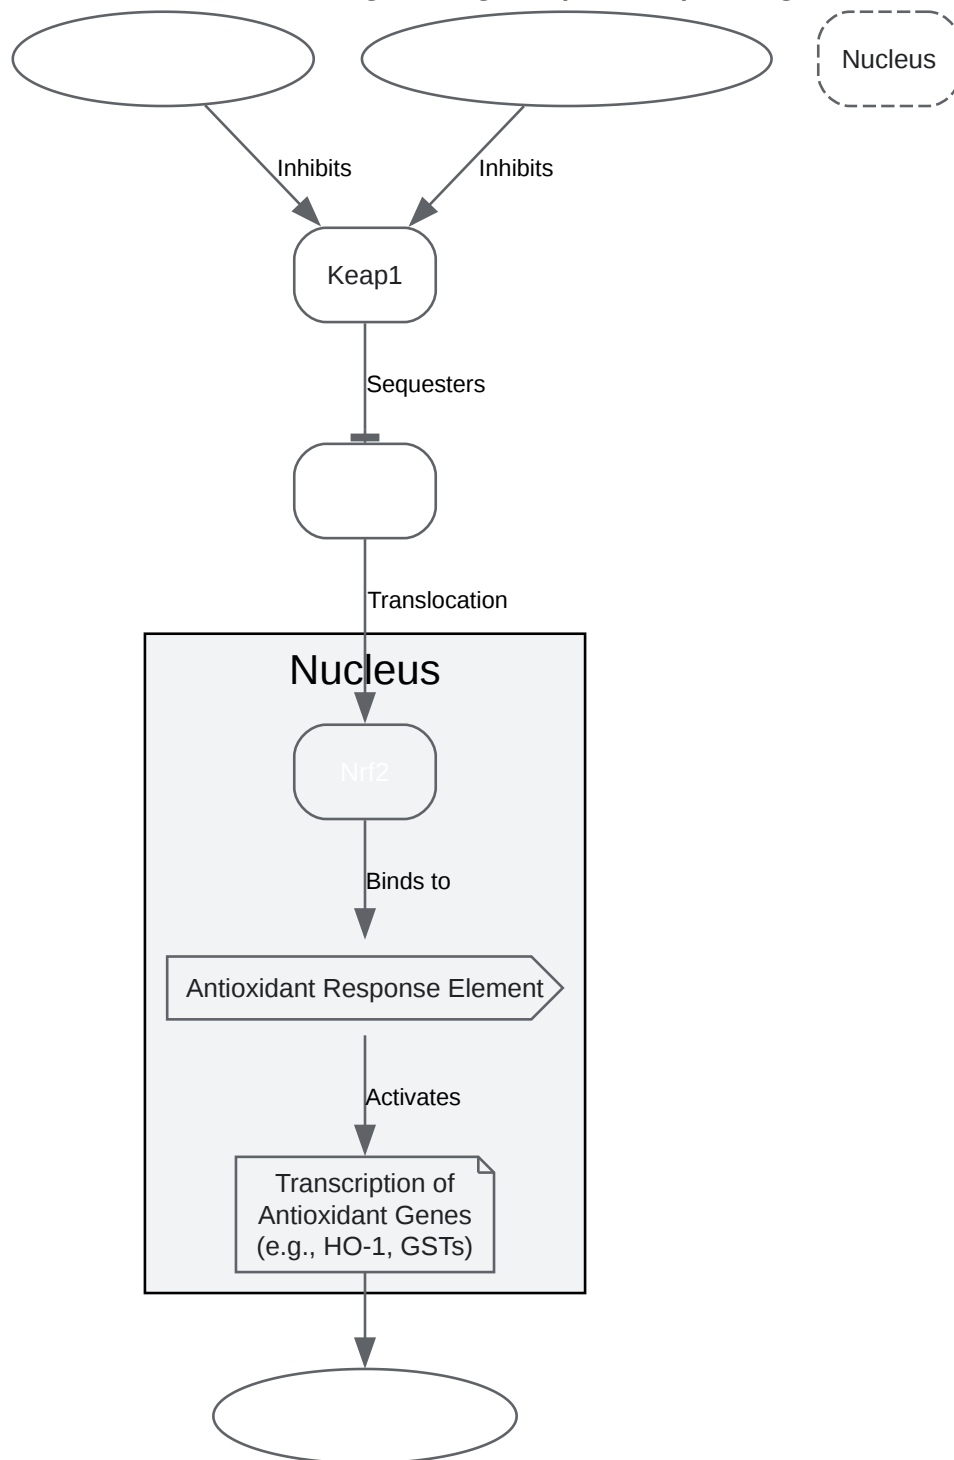 Nucleus
Inhibits
Inhibits
Keap1
Sequesters
Translocation
Nucleus
Nrf2
Binds to
Antioxidant Response Element
Activates
Transcription of
Antioxidant Genes
(e.g., HO-1, GSTs)